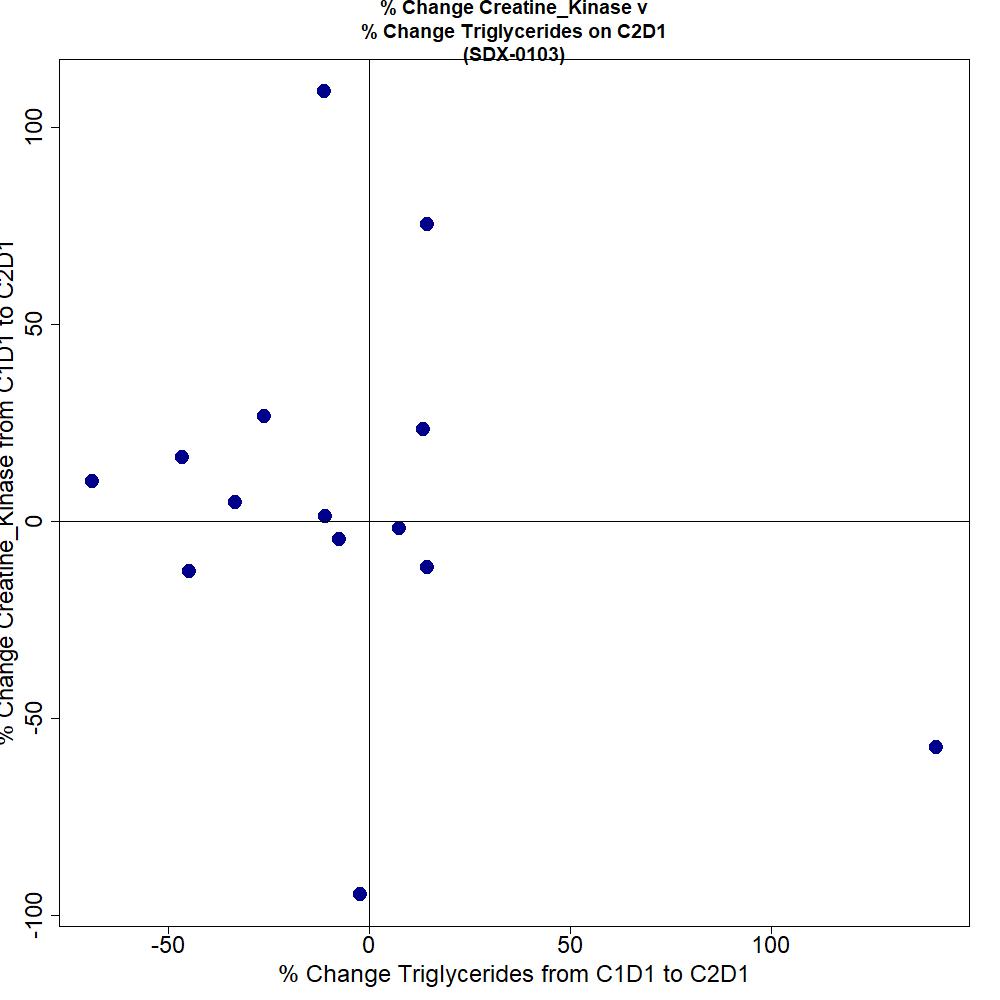 % Change Creatine_Kinase v
% Change Triglycerides on C2D1
(SDX-0103)
% Change Creatine_Kinase from C1D1 to C2D1
100
50
0
-50
-100
-50
0
50
100
% Change Triglycerides from C1D1 to C2D1